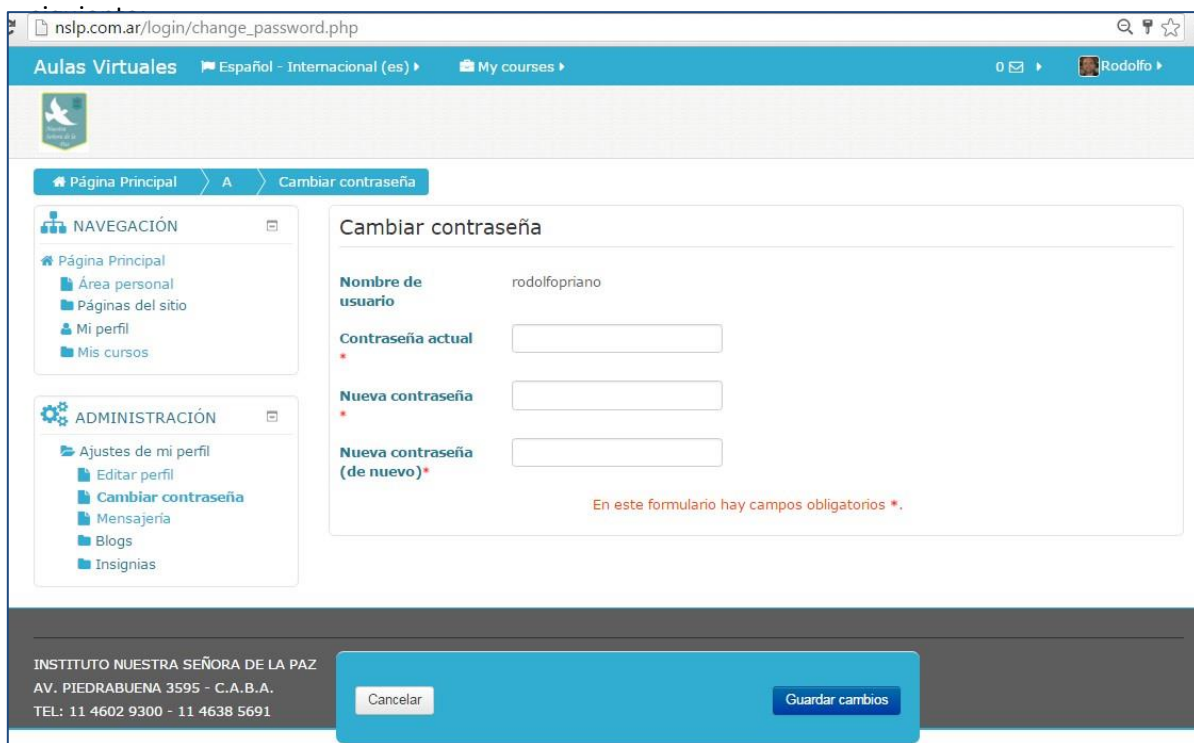 siguiente:
nslp.com.ar/login/change_password.php
Aulas Virtuales Español - Internacional (es) My courses 0 Rodolfo
Página Principal A Cambiar contraseña
NAVEGACIÓN
Página Principal
Área personal
Páginas del sitio
Mi perfil
Mis cursos
ADMINISTRACIÓN
Ajustes de mi perfil
Editar perfil
Cambiar contraseña
Mensajería
Blogs
Insignias
Cambiar contraseña
Nombre de
usuario
rodolfopriano
Contraseña actual
*
Nueva contraseña
*
Nueva contraseña
(de nuevo)*
En este formulario hay campos obligatorios *.
INSTITUTO NUESTRA SEÑORA DE LA PAZ
AV. PIEDRABUENA 3595 - C.A.B.A.
TEL: 11 4602 9300 - 11 4638 5691
Cancelar
Guardar cambios